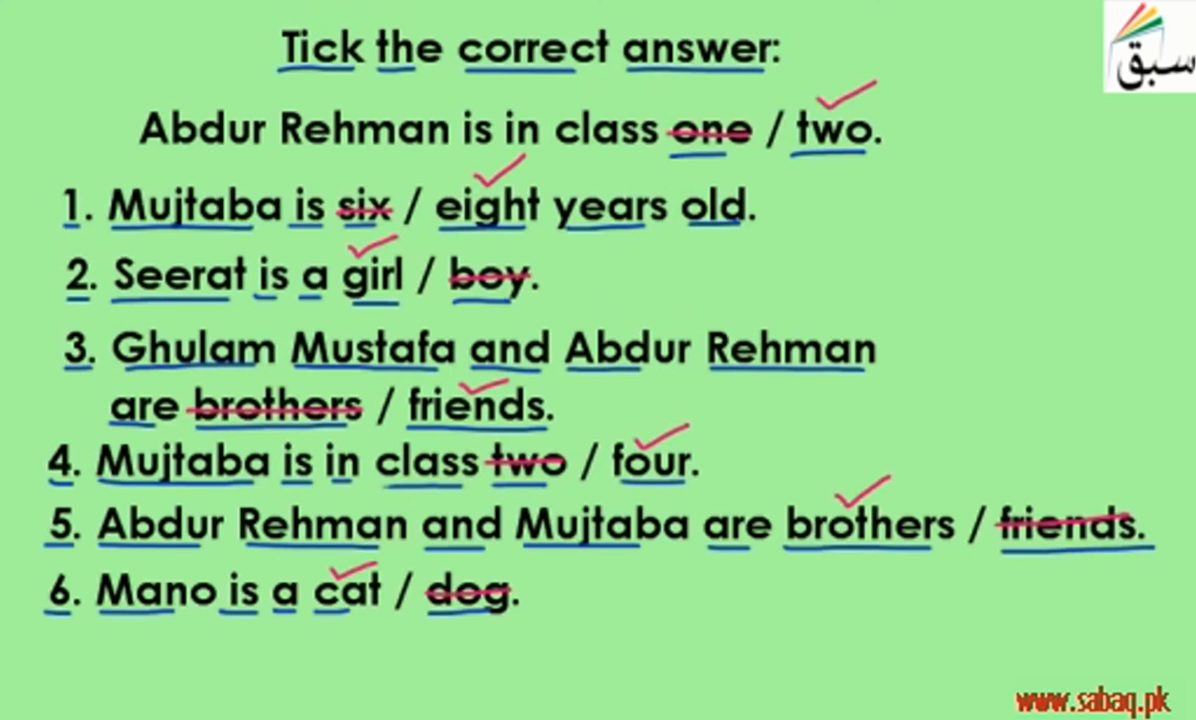 Tick the correct answer:
سبق
Abdur Rehman is in class one / two.
1. Mujtaba is six / eight years old.
2. Seerat is a girl / boy.
3. Ghulam Mustafa and Abdur Rehman
are brothers / friends.
4. Mujtaba is in class two / four.
5. Abdur Rehman and Mujtaba are brothers / friends.
6. Mano is a cat / dog.
www.sabaq.pk